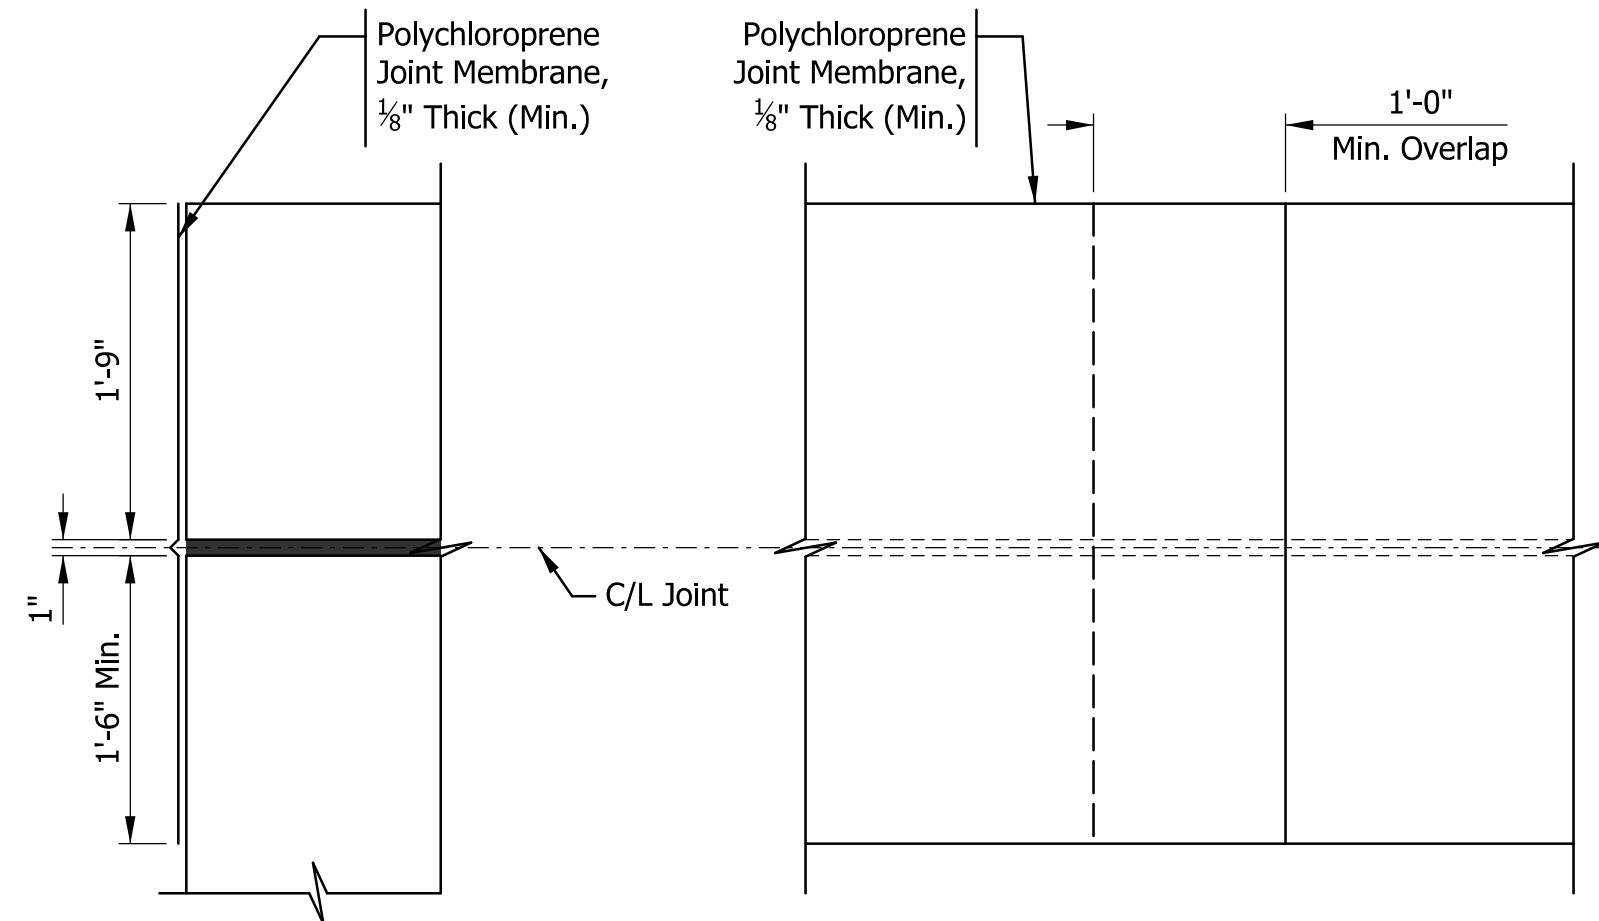 Polychloroprene
Joint Membrane,
⅛" Thick (Min.)
Polychloroprene
Joint Membrane,
⅛" Thick (Min.)
1'-0"
Min. Overlap
1'-9"
1"
1'-6" Min.
C/L Joint